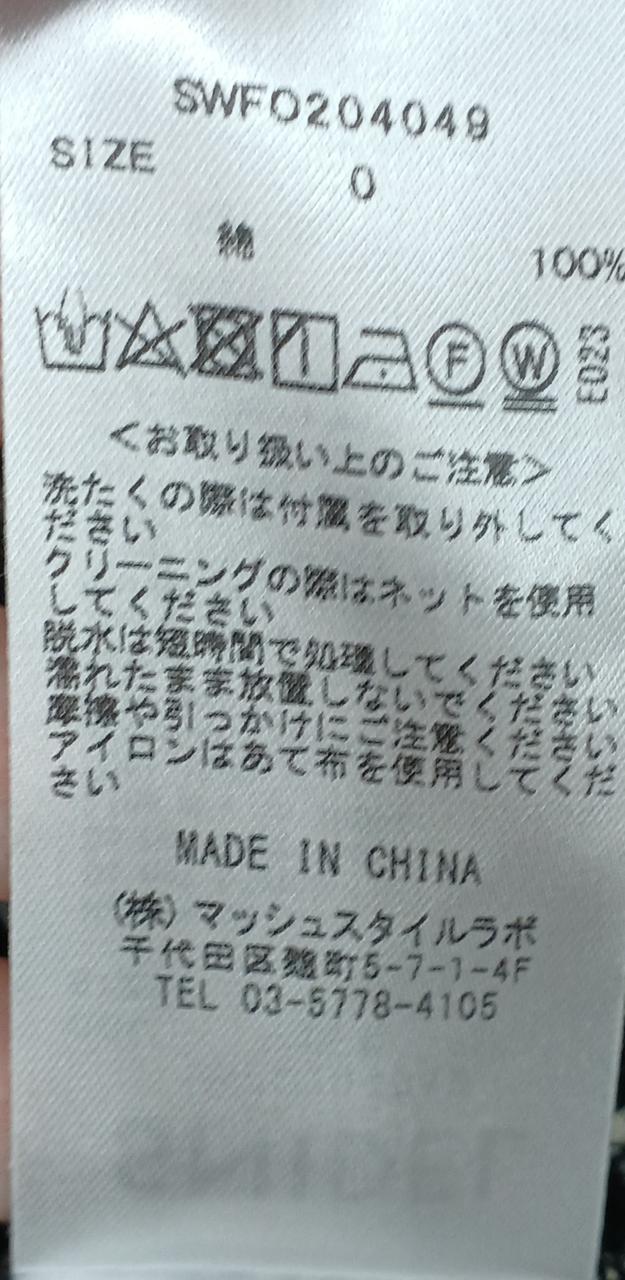 SWFO204049
SIZE 0
綿 100%
F W E023
<お取り扱い上のご注意>
洗たくの際は付属を取り外してく
ださい
クリーニングの際はネットを使用
してください
脱水は短時間で処理してください
濡れたまま放置しないでください
摩擦や引っかけにご注意ください
アイロンはあて布を使用してくだ
さい
MADE IN CHINA
(株)マッシュスタイルラボ
千代田区麹町5-7-1-4F
TEL 03-5778-4105